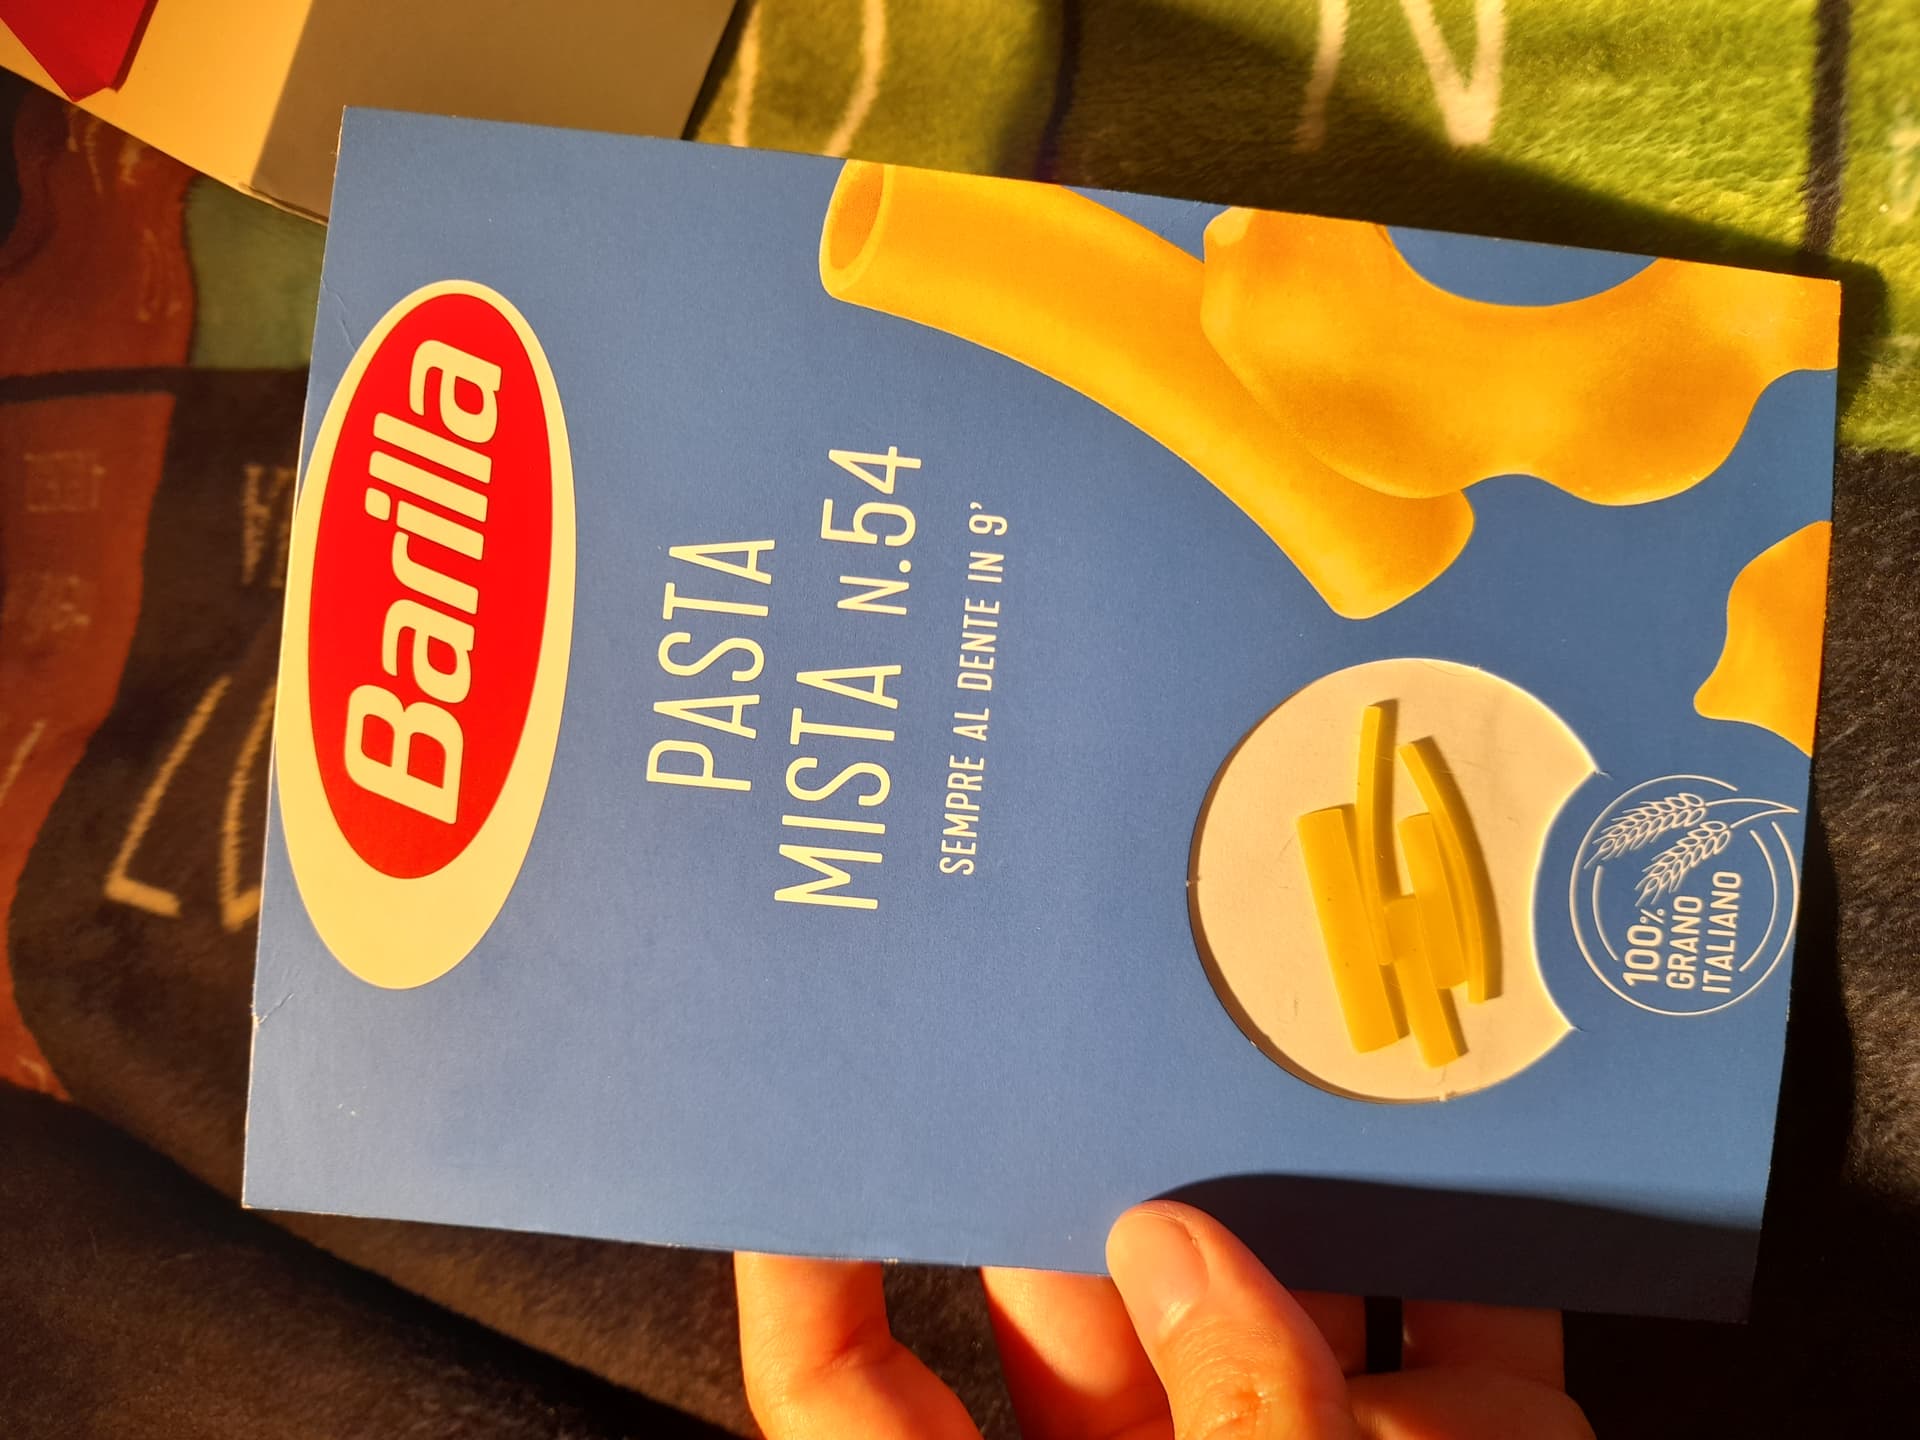 Barilla
PASTA
MISTA N.54
SEMPRE AL DENTE IN 9'
100%
GRANO
ITALIANO